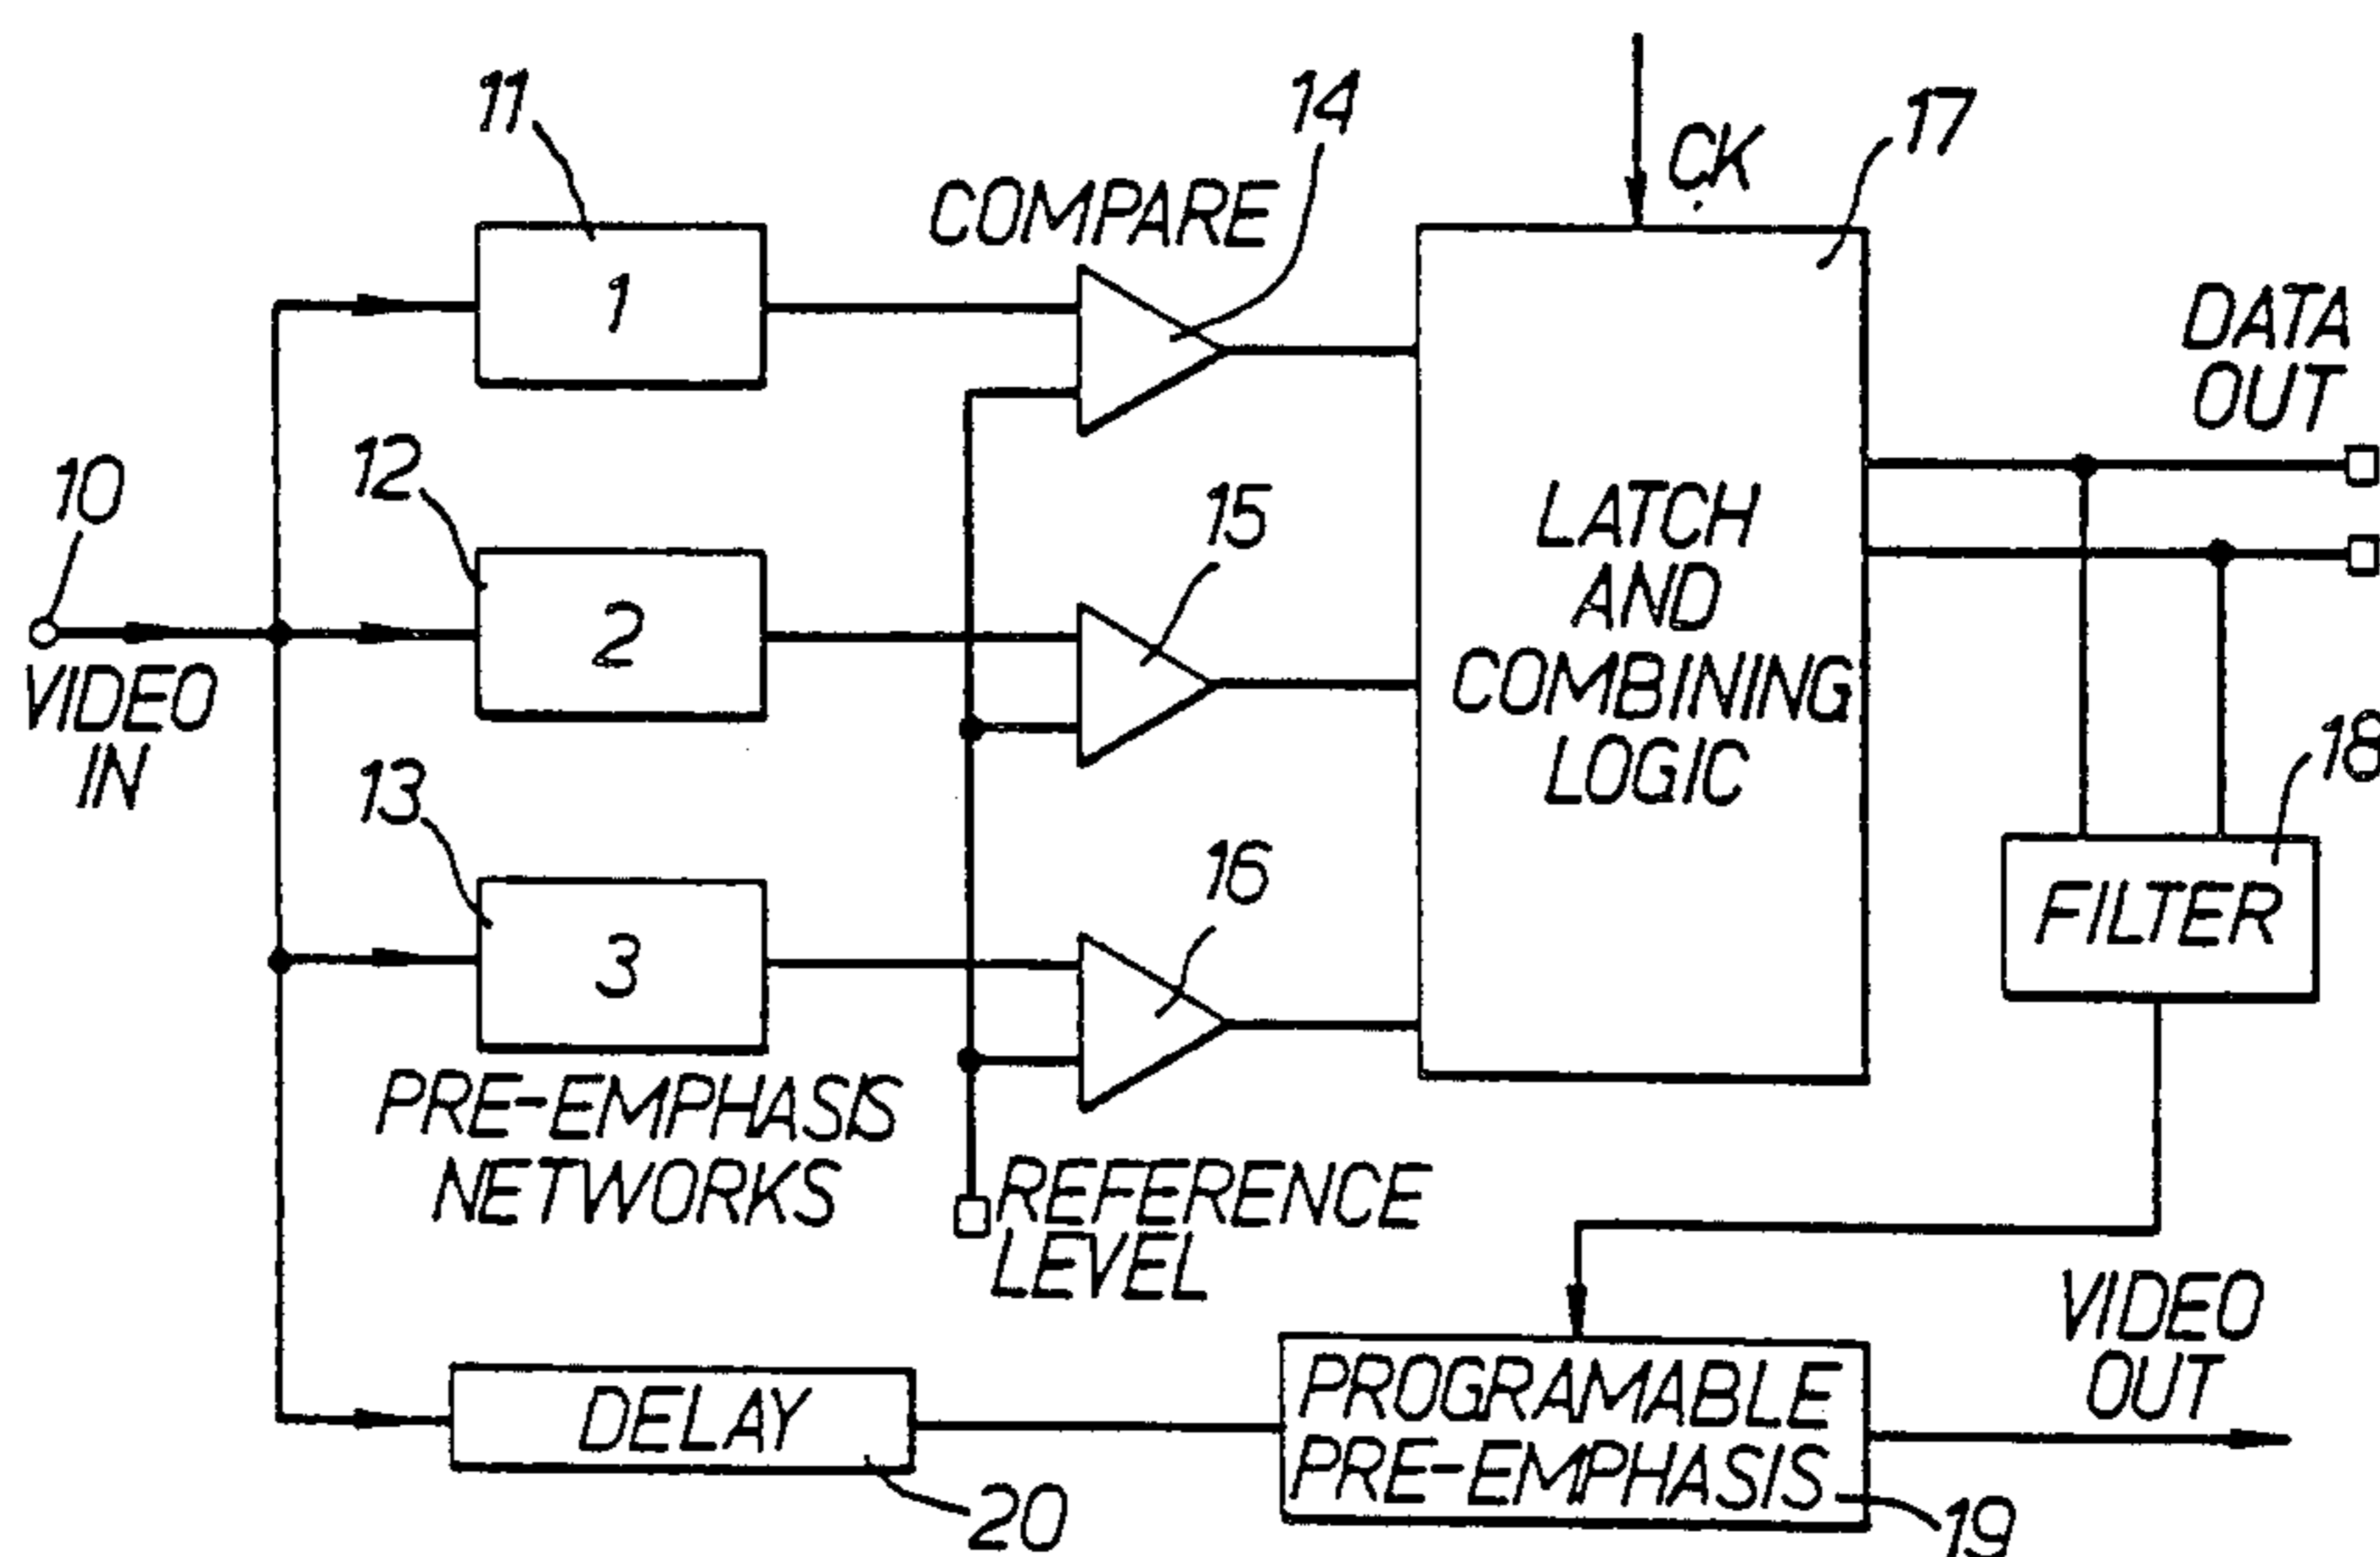 11
14
CK
17
COMPARE
1
DATA
OUT
10
12
15
2
LATCH
AND
COMBINING
LOGIC
VIDEO
IN
18
13
16
FILTER
3
PRE-EMPHASIS
NETWORKS
REFERENCE
LEVEL
VIDEO
OUT
DELAY
PROGRAMABLE
PRE-EMPHASIS
20
19